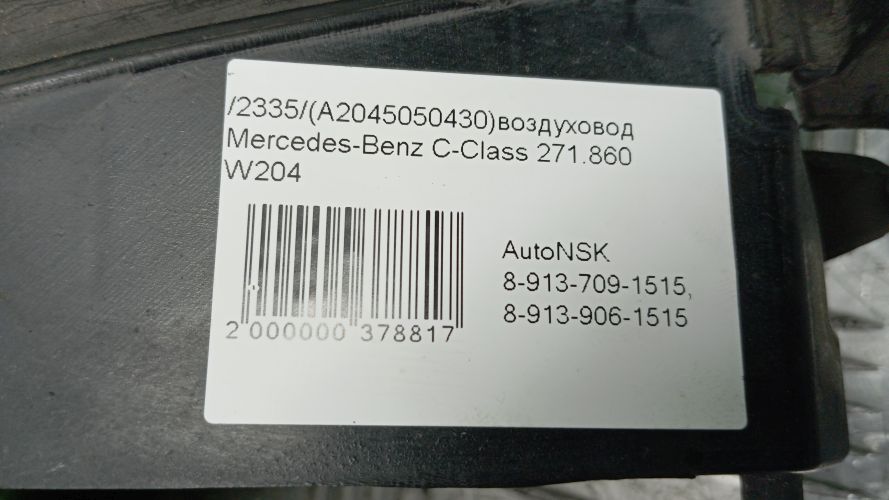 /2335/(A2045050430)воздуховод
Mercedes-Benz C-Class 271.860
W204
AutoNSK
8-913-709-1515,
8-913-906-1515
2 000000 378817